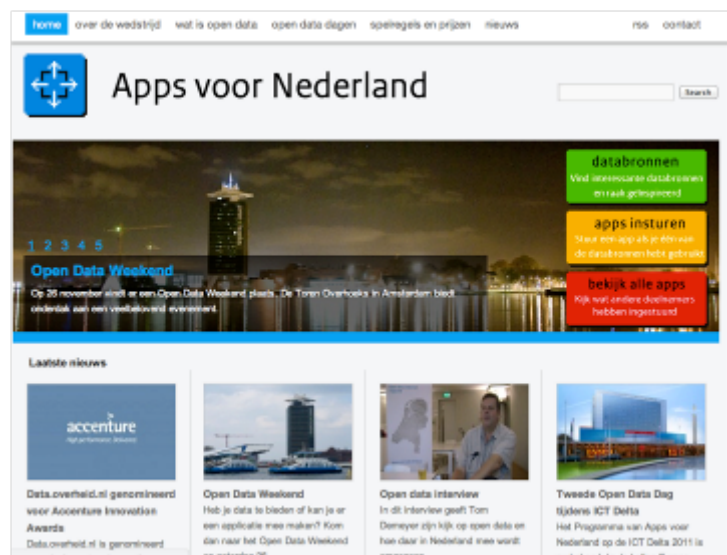 home over de wedstrijd wat is open data open data dagen spelregels en prijzen nieuws rss contact
Apps voor Nederland
Search
databronnen
Vind interessante databronnen
en raak geïnspireerd
apps insturen
Stuur een app als je één van
de databronnen hebt gebruikt
bekijk alle apps
Kijk wat andere deelnemers
hebben ingestuurd
1 2 3 4 5
Open Data Weekend
Op 26 november vindt er een Open Data Weekend plaats. De Toren Overhoeks in Amsterdam biedt
onderdak aan een veelbelovend evenement.
Laatste nieuws
accenture
High performance. Delivered.
Data.overheid.nl genomineerd
voor Accenture Innovation
Awards
Data.overheid.nl is genomineerd
Open Data Weekend
Heb je data te bieden of kan je er
een applicatie mee maken? Kom
dan naar het Open Data Weekend
Open data interview
In dit interview geeft Tom
Demeyer zijn kijk op open data en
hoe daar in Nederland mee wordt
Tweede Open Data Dag
tijdens ICT Delta
Het Programma van Apps voor
Nederland op de ICT Delta 2011 is